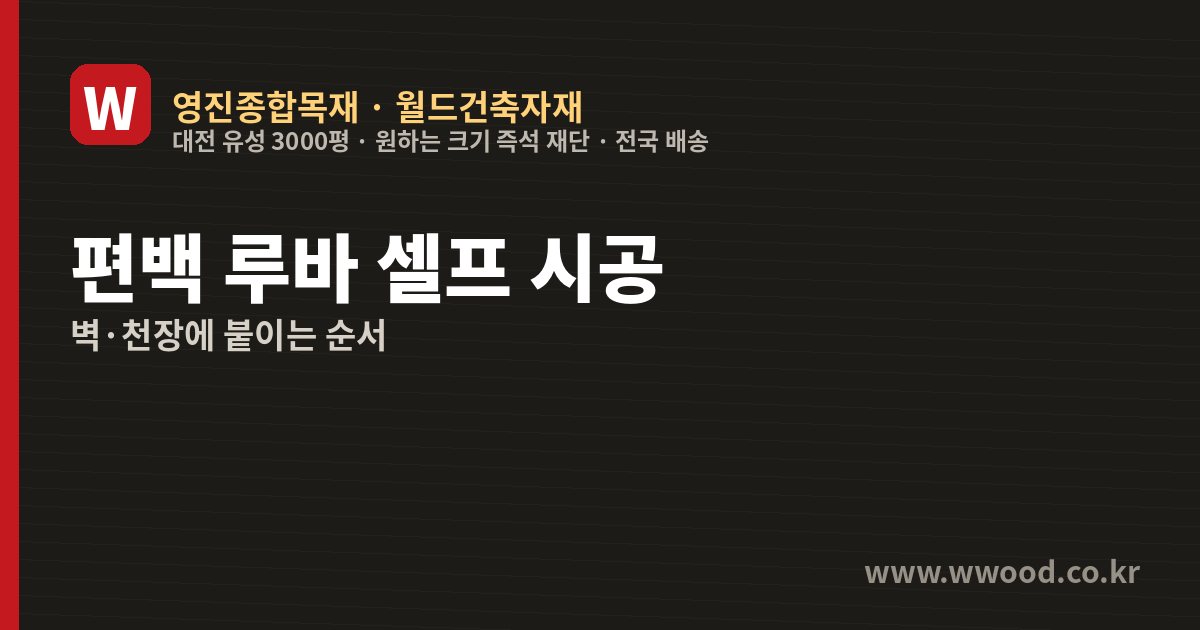 W
영진종합목재 · 월드건축자재
대전 유성 3000평 · 원하는 크기 즉석 재단 · 전국 배송
편백 루바 셀프 시공
벽·천장에 붙이는 순서
www.wwood.co.kr